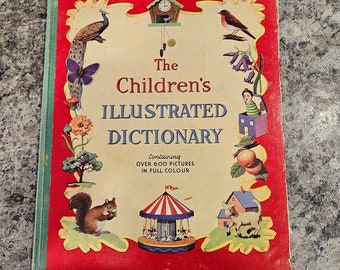 The
Children's
ILLUSTRATED
DICTIONARY
Containing
OVER 600 PICTURES
IN FULL COLOUR